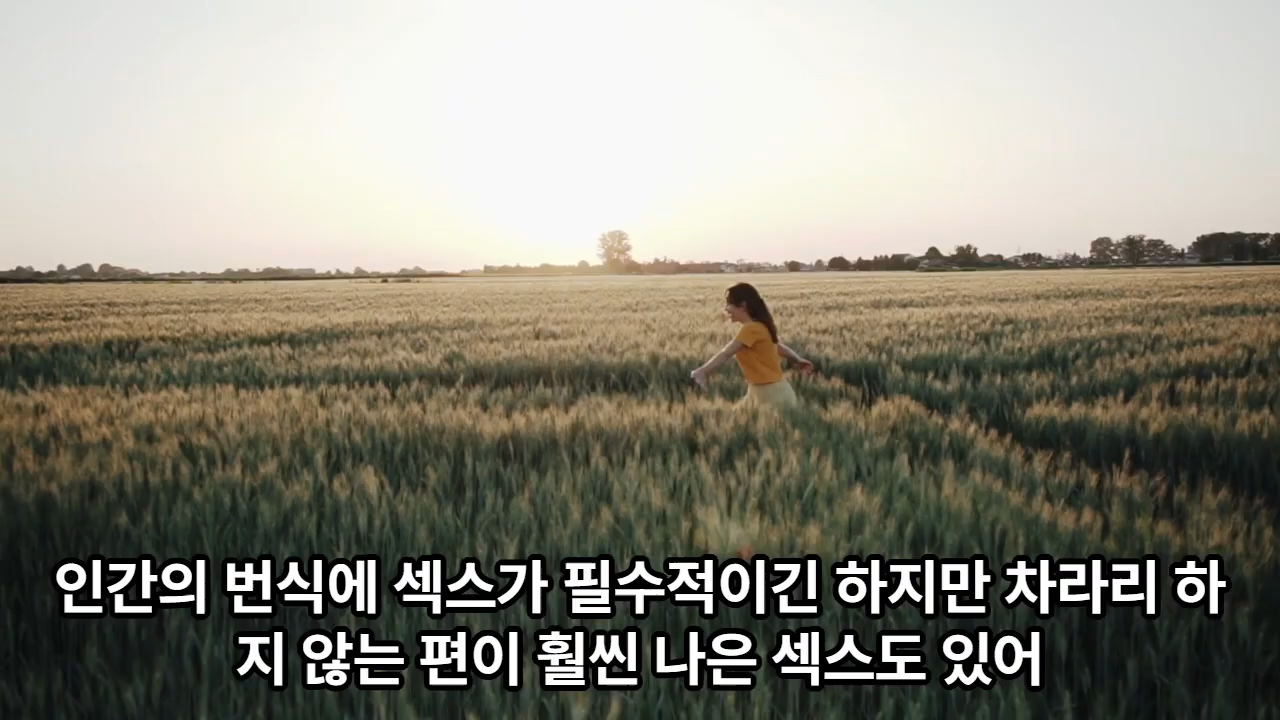 인간의 번식에 섹스가 필수적이긴 하지만 차라리 하
지 않는 편이 훨씬 나은 섹스도 있어